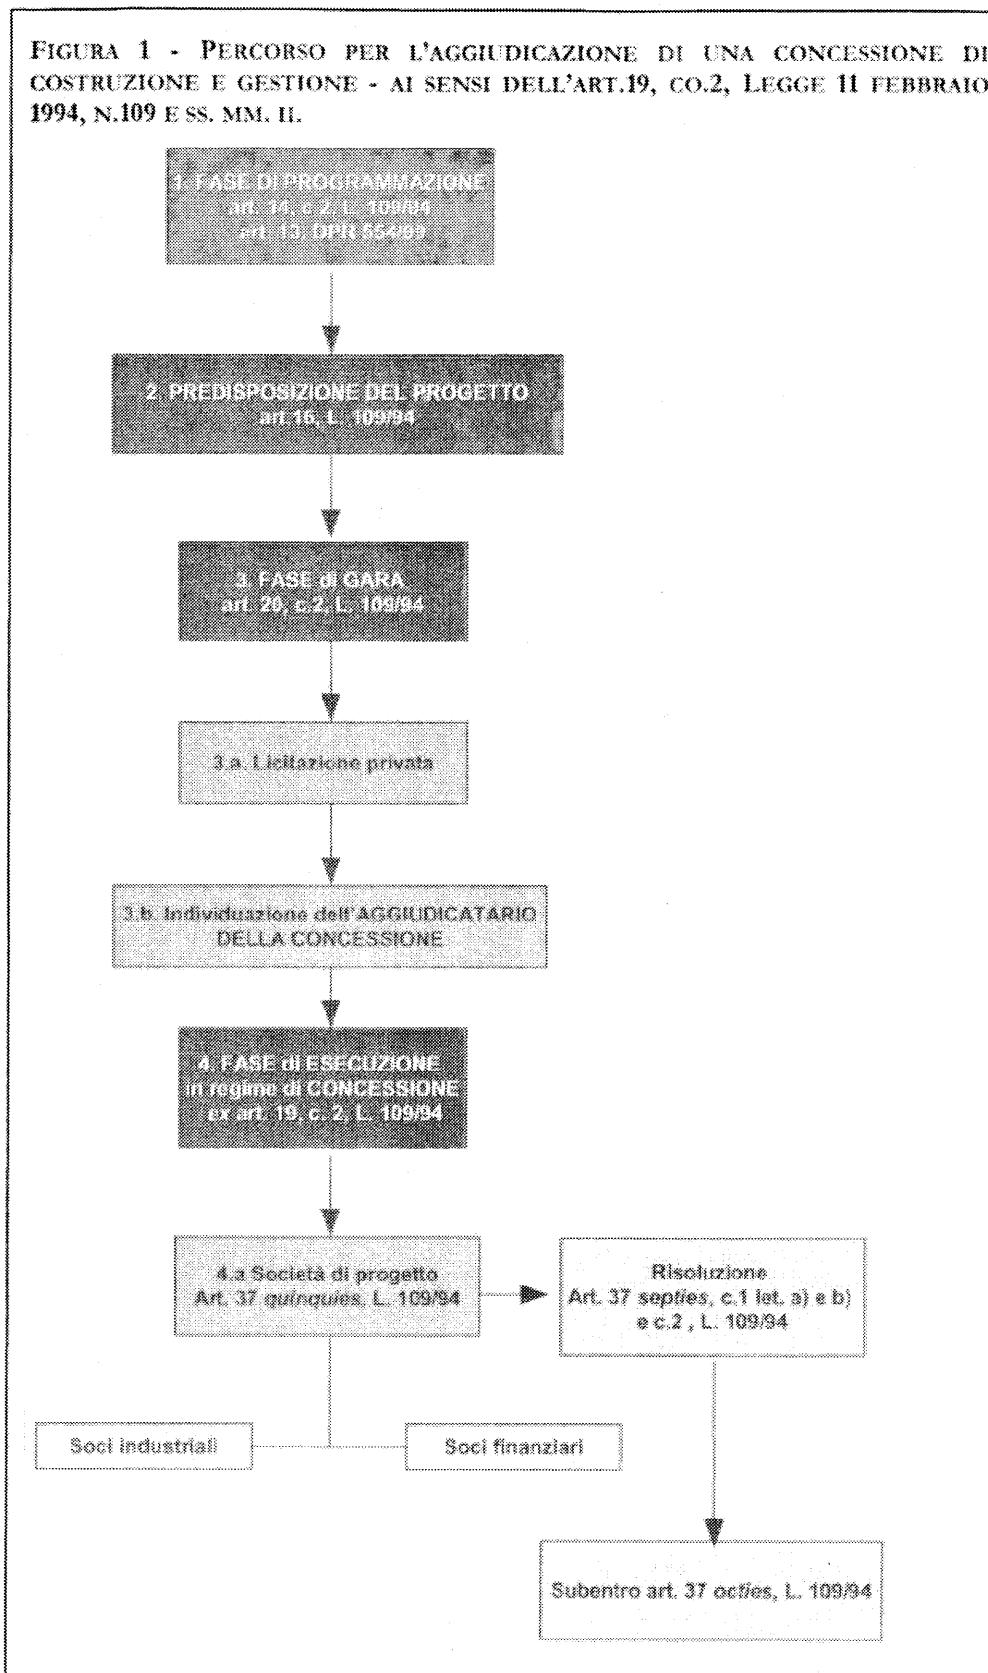 FIGURA 1 - PERCORSO PER L'AGGIUDICAZIONE DI UNA CONCESSIONE DI
COSTRUZIONE E GESTIONE - AI SENSI DELL'ART.19, CO.2, LEGGE 11 FEBBRAIO
1994, N.109 E SS. MM. II.
1. FASE DI PROGRAMMAZIONE
art. 14, c.2, L. 109/94
art. 13, DPR 554/99
2. PREDISPOSIZIONE DEL PROGETTO
art.16, L. 109/94
3. FASE di GARA
art. 20, c.2, L. 109/94
3.a. Licitazione privata
3.b. Individuazione dell'AGGIUDICATARIO
DELLA CONCESSIONE
4. FASE di ESECUZIONE
in regime di CONCESSIONE
ex art. 19, c. 2, L. 109/94
4.a Società di progetto
Art. 37 quinquies, L. 109/94
Risoluzione
Art. 37 septies, c.1 let. a) e b)
e c.2 , L. 109/94
Soci industriali
Soci finanziari
Subentro art. 37 octies, L. 109/94